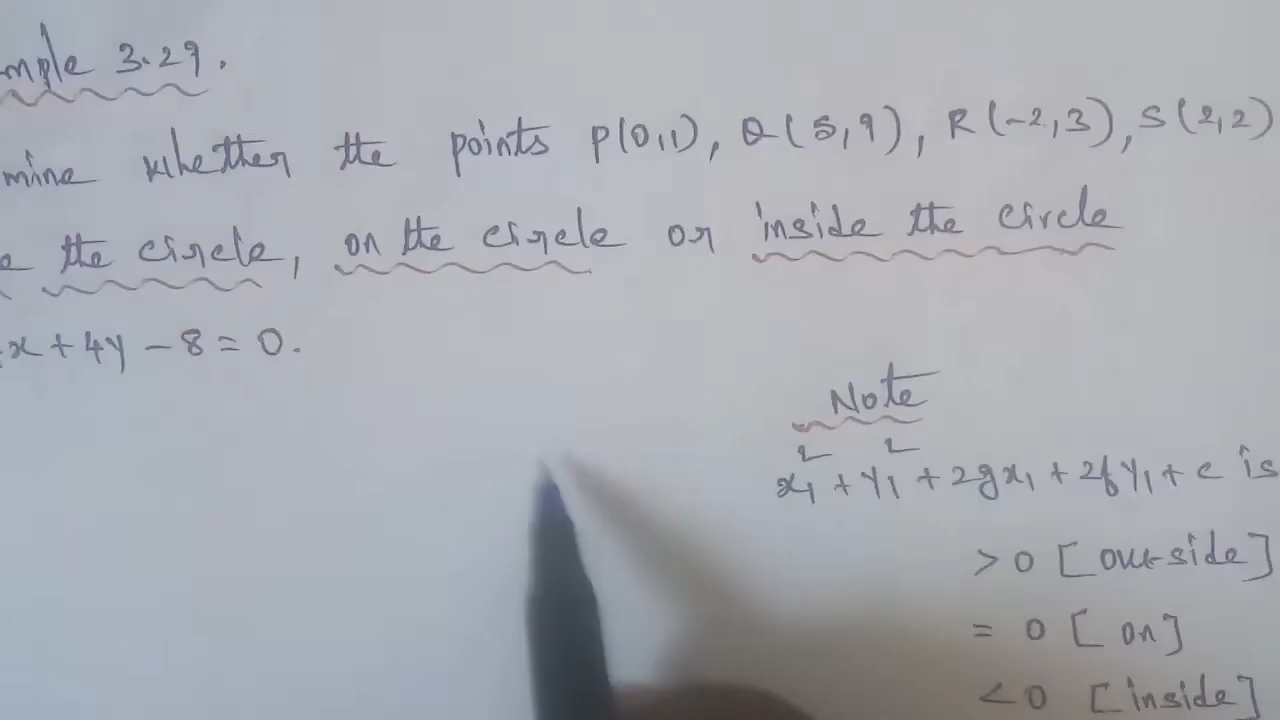 mple 3.29.
mine whether the points P(0,1), Q(5,9), R(-2,3), S(2,2)
e the circle, on the circle or inside the circle
x + 4y - 8 = 0.
Note
x₁² + y₁² + 2gx₁ + 2fy₁ + c is
> 0 [outside]
= 0 [on]
< 0 [inside]